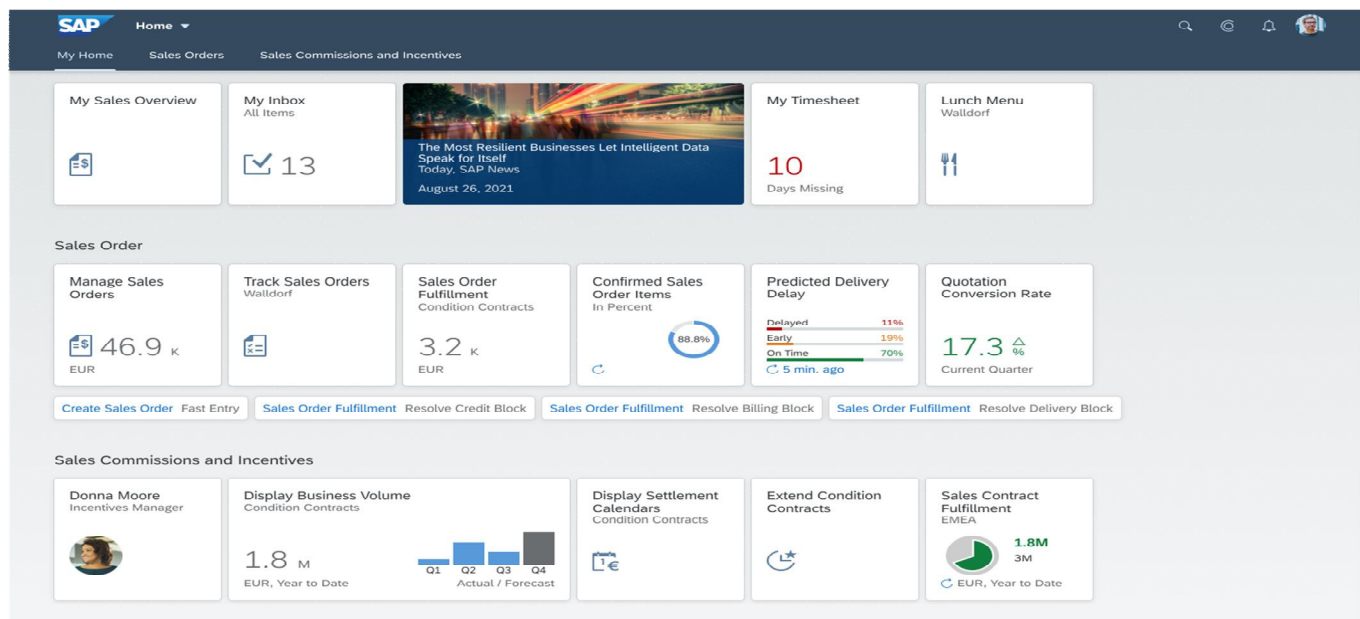 SAP Home
My Home Sales Orders Sales Commissions and Incentives
My Sales Overview
My Inbox
All Items
13
The Most Resilient Businesses Let Intelligent Data
Speak for Itself
Today, SAP News
August 26, 2021
My Timesheet
10
Days Missing
Lunch Menu
Walldorf
Sales Order
Manage Sales
Orders
46.9 K
EUR
Track Sales Orders
Walldorf
Sales Order
Fulfillment
Condition Contracts
3.2 K
EUR
Confirmed Sales
Order Items
In Percent
88.8%
Predicted Delivery
Delay
Delayed 11%
Early 19%
On Time 70%
5 min. ago
Quotation
Conversion Rate
17.3 %
Current Quarter
Create Sales Order Fast Entry
Sales Order Fulfillment Resolve Credit Block
Sales Order Fulfillment Resolve Billing Block
Sales Order Fulfillment Resolve Delivery Block
Sales Commissions and Incentives
Donna Moore
Incentives Manager
Display Business Volume
Condition Contracts
1.8 M
EUR, Year to Date
Q1 Q2 Q3 Q4
Actual / Forecast
Display Settlement
Calendars
Condition Contracts
1 €
Extend Condition
Contracts
Sales Contract
Fulfillment
EMEA
1.8M
3M
EUR, Year to Date